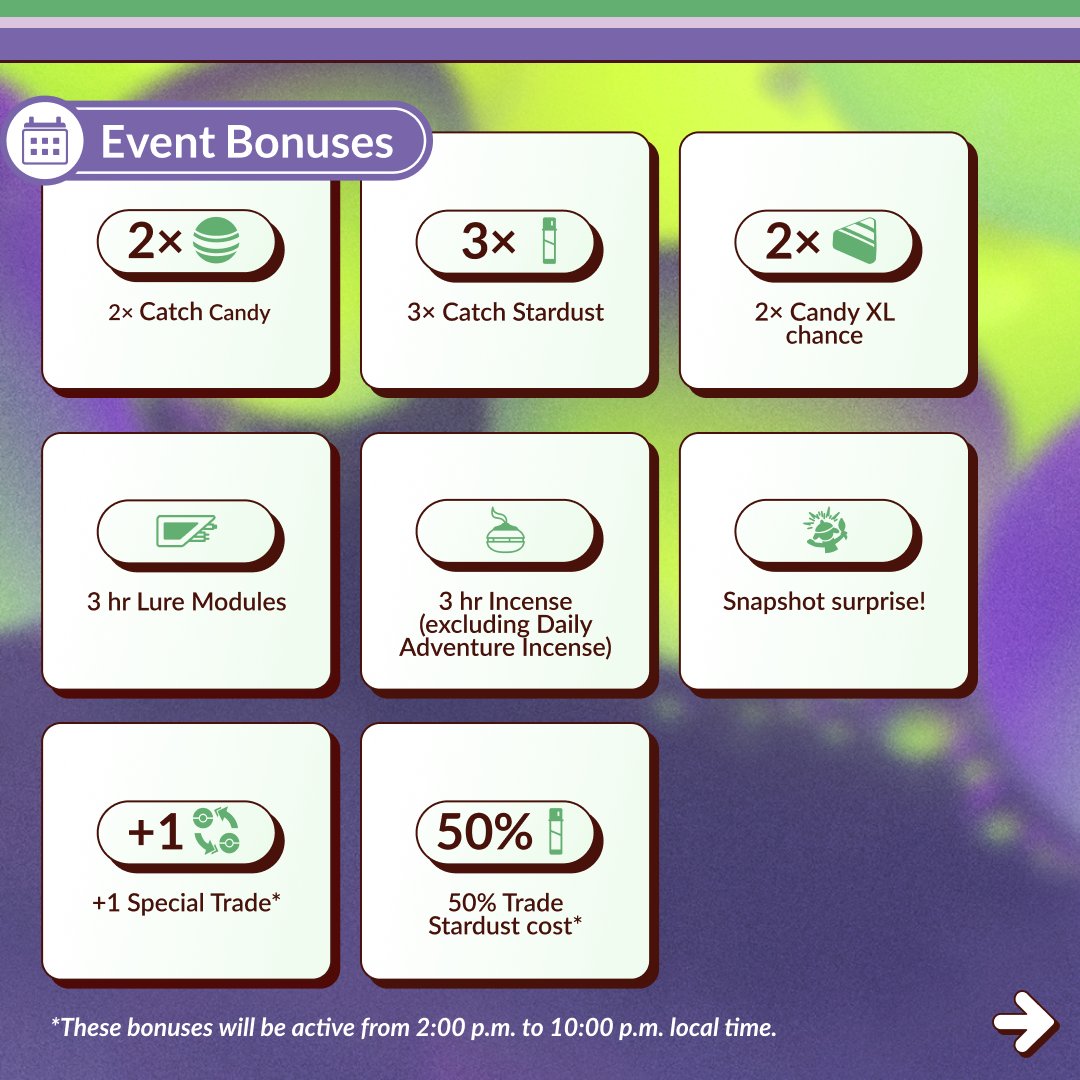 Event Bonuses
2×
2× Catch Candy
3×
3× Catch Stardust
2×
2× Candy XL
chance
3 hr Lure Modules
3 hr Incense
(excluding Daily
Adventure Incense)
Snapshot surprise!
+1
+1 Special Trade*
50%
50% Trade
Stardust cost*
*These bonuses will be active from 2:00 p.m. to 10:00 p.m. local time.